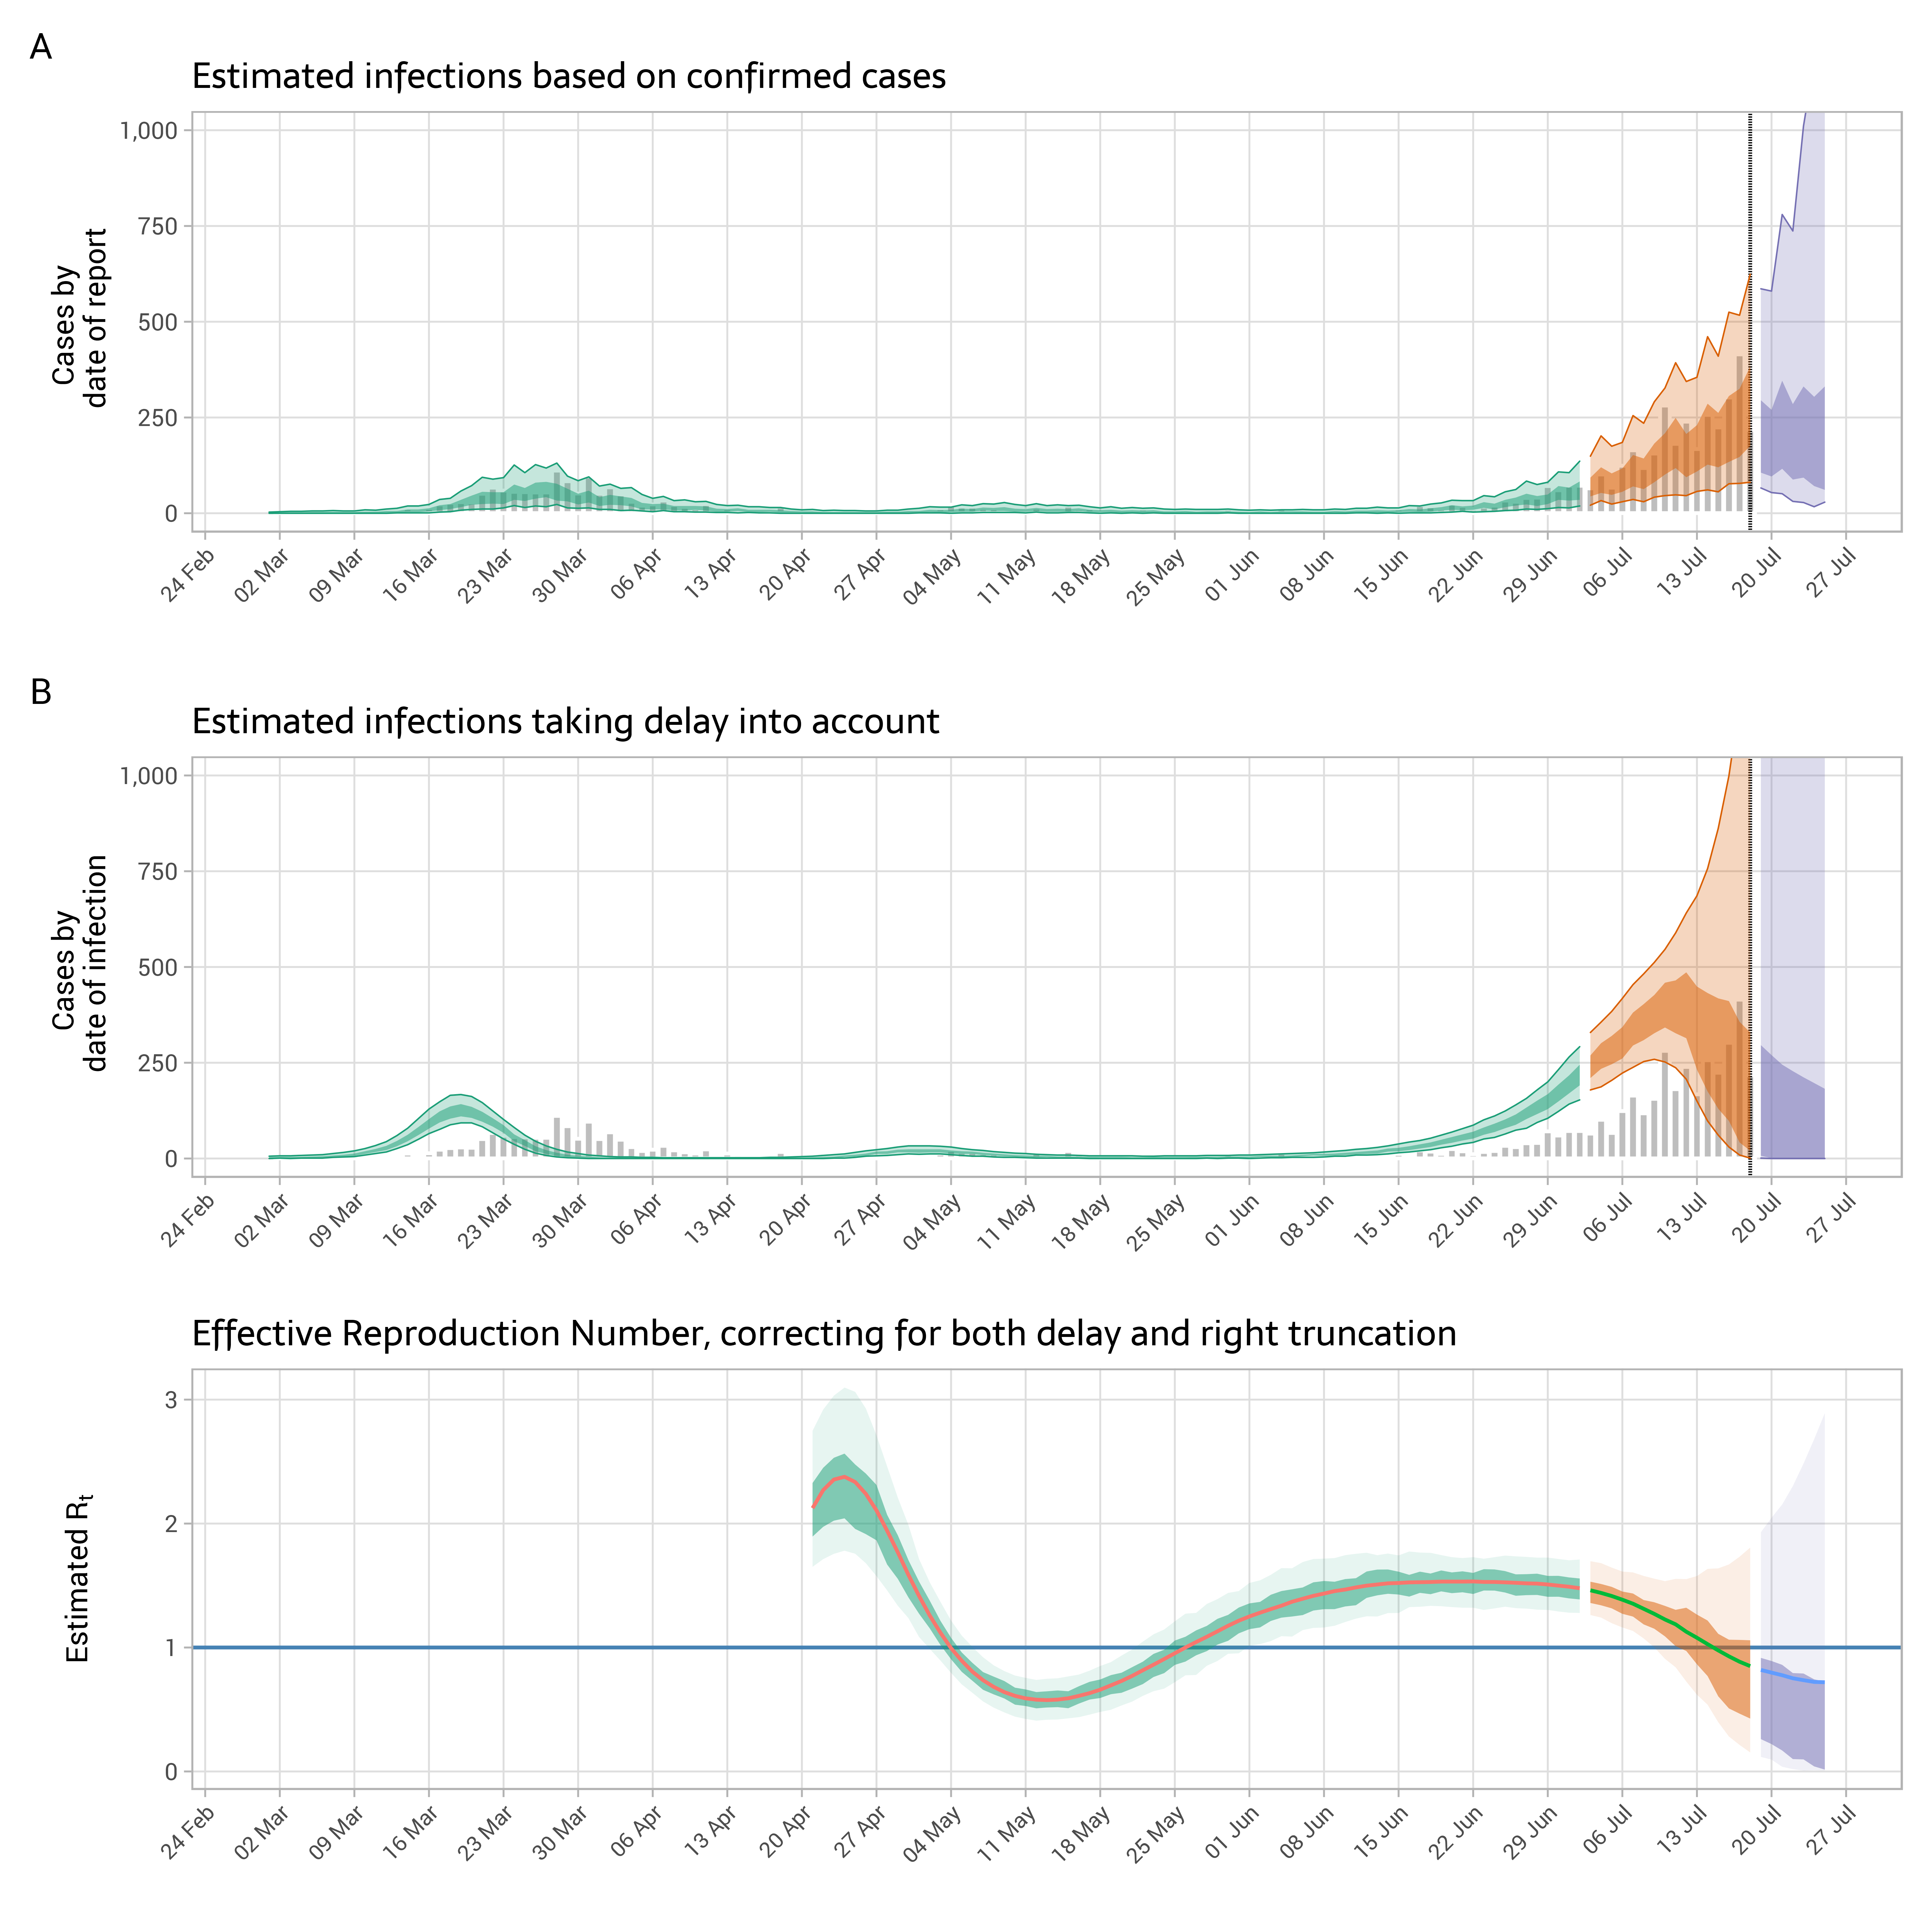 A
Estimated infections based on confirmed cases
Cases by
date of report
1,000
750
500
250
0
24 Feb
02 Mar
09 Mar
16 Mar
23 Mar
30 Mar
06 Apr
13 Apr
20 Apr
27 Apr
04 May
11 May
18 May
25 May
01 Jun
08 Jun
15 Jun
22 Jun
29 Jun
06 Jul
13 Jul
20 Jul
27 Jul
B
Estimated infections taking delay into account
Cases by
date of infection
1,000
750
500
250
0
24 Feb
02 Mar
09 Mar
16 Mar
23 Mar
30 Mar
06 Apr
13 Apr
20 Apr
27 Apr
04 May
11 May
18 May
25 May
01 Jun
08 Jun
15 Jun
22 Jun
29 Jun
06 Jul
13 Jul
20 Jul
27 Jul
Effective Reproduction Number, correcting for both delay and right truncation
Estimated Rt
3
2
1
0
24 Feb
02 Mar
09 Mar
16 Mar
23 Mar
30 Mar
06 Apr
13 Apr
20 Apr
27 Apr
04 May
11 May
18 May
25 May
01 Jun
08 Jun
15 Jun
22 Jun
29 Jun
06 Jul
13 Jul
20 Jul
27 Jul